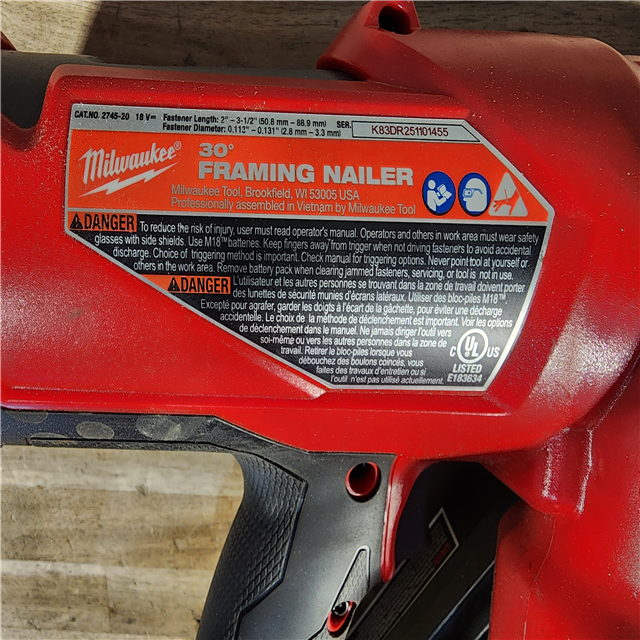 CAT.NO. 2745-20 18 V⎓ Fastener Length: 2" – 3-1/2" (50.8 mm – 88.9 mm) SER. K83DR251101455
Fastener Diameter: 0.113" – 0.131" (2.8 mm – 3.3 mm)
Milwaukee®
30°
FRAMING NAILER
Milwaukee Tool, Brookfield, WI 53005 USA
Professionally assembled in Vietnam by Milwaukee Tool
DANGER To reduce the risk of injury, user must read operator's manual. Operators and others in work area must wear safety
glasses with side shields. Use M18™ batteries. Keep fingers away from trigger when not driving fasteners to avoid accidental
discharge. Choice of triggering method is important. Check manual for triggering options. Never point tool at yourself or
others in the work area. Remove battery pack when clearing jammed fasteners, servicing, or tool is not in use.
DANGER L'utilisateur et les autres personnes se trouvant dans la zone de travail doivent porter
des lunettes de sécurité munies d'écrans latéraux. Utiliser des bloc-piles M18™
Excepté pour agrafer, garder les doigts à l'écart de la gâchette, pour éviter une décharge
accidentelle. Le choix de la méthode de déclenchement est important. Voir les options
de déclenchement dans le manuel. Ne jamais diriger l'outil vers
soi-même ou vers les autres personnes dans la zone de
travail. Retirer le bloc-piles lorsque vous
débouchez des boulons coincés,
faites des travaux d'entretien ou si
l'outil n'est pas utilisé actuellement.
C UL US
LISTED
E183634